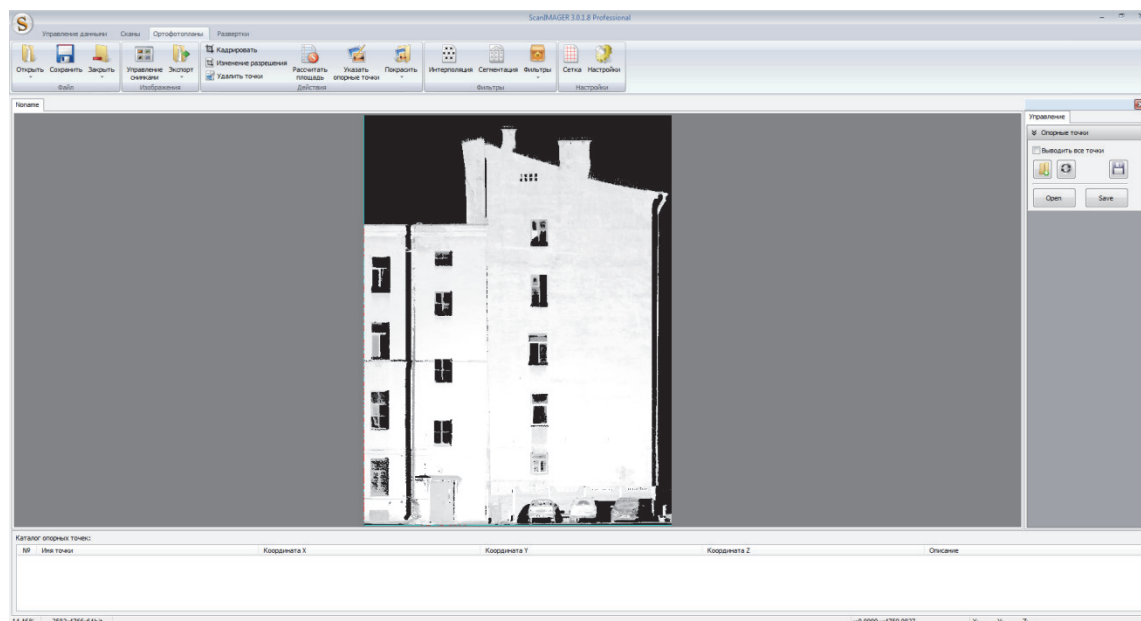 ScanIMAGER 3.0.1.8 Professional
Управление данными Сканы Ортофотопланы Развертки
Открыть Сохранить Закрыть
Файл
Управление снимками Экспорт
Изображения
Кадрировать
Изменение разрешения
Удалить точки
Рассчитать площадь Указать опорные точки Покрасить
Действия
Интерполяция Сегментация Фильтры
Фильтры
Сетка Настройки
Настройки
Noname
Управление
Опорные точки
Выводить все точки
Open Save
Каталог опорных точек:
№ Имя точки Координата X Координата Y Координата Z Описание